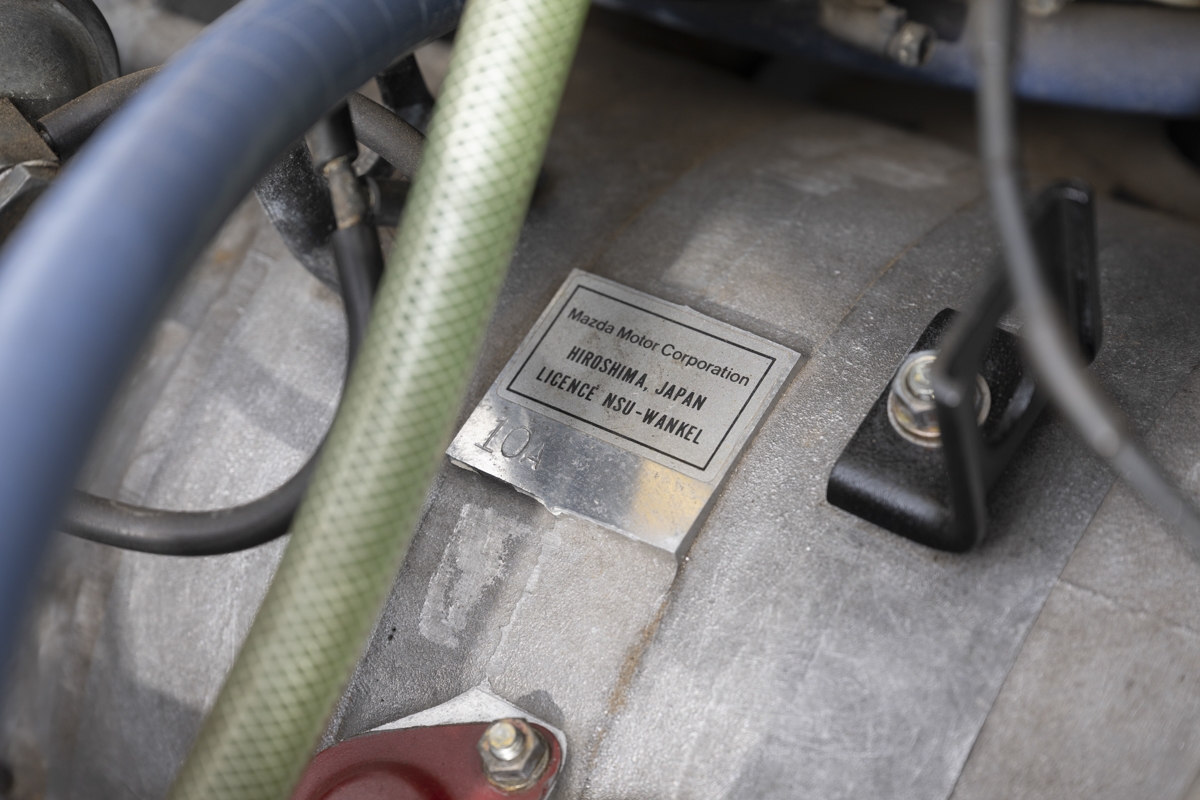 Mazda Motor Corporation
HIROSHIMA, JAPAN
LICENCE NSU-WANKEL
10A